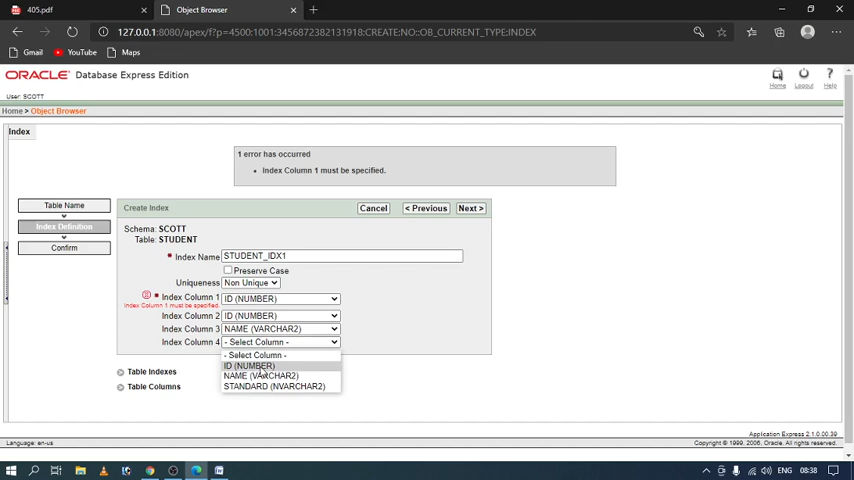 405.pdf
Object Browser
127.0.0.1:8080/apex/f?p=4500:1001:3456872382131918:CREATE:NO::OB_CURRENT_TYPE:INDEX
Gmail YouTube Maps
ORACLE Database Express Edition
Home Logout Help
User: SCOTT
Home > Object Browser
Index
1 error has occurred
• Index Column 1 must be specified.
Table Name
Index Definition
Confirm
Create Index Cancel < Previous Next >
Schema: SCOTT
Table: STUDENT
* Index Name STUDENT_IDX1
Preserve Case
Uniqueness Non Unique
* Index Column 1 ID (NUMBER)
Index Column 1 must be specified.
Index Column 2 ID (NUMBER)
Index Column 3 NAME (VARCHAR2)
Index Column 4 - Select Column -
- Select Column -
ID (NUMBER)
NAME (VARCHAR2)
STANDARD (NVARCHAR2)
Table Indexes
Table Columns
Application Express 2.1.0.00.39
Language: en-us Copyright © 1999, 2006, Oracle. All rights reserved.
ENG 08:38